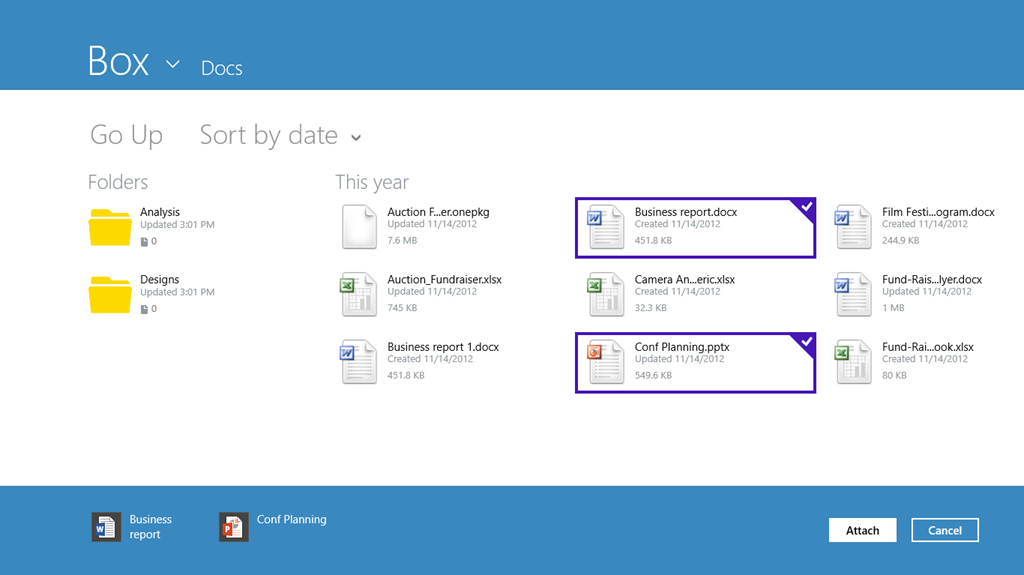 Box Docs
Go Up Sort by date
Folders
Analysis
Updated 3:01 PM
0
Designs
Updated 3:01 PM
0
This year
Auction F...er.onepkg
Updated 11/14/2012
7.6 MB
Auction_Fundraiser.xlsx
Updated 11/14/2012
745 KB
Business report 1.docx
Created 11/14/2012
451.8 KB
Business report.docx
Created 11/14/2012
451.8 KB
Camera An...eric.xlsx
Created 11/14/2012
32.3 KB
Conf Planning.pptx
Updated 11/14/2012
549.6 KB
Film Festi...ogram.docx
Created 11/14/2012
244.9 KB
Fund-Rais...lyer.docx
Updated 11/14/2012
1 MB
Fund-Rai...ook.xlsx
Created 11/14/2012
80 KB
Business
report
Conf Planning
Attach
Cancel